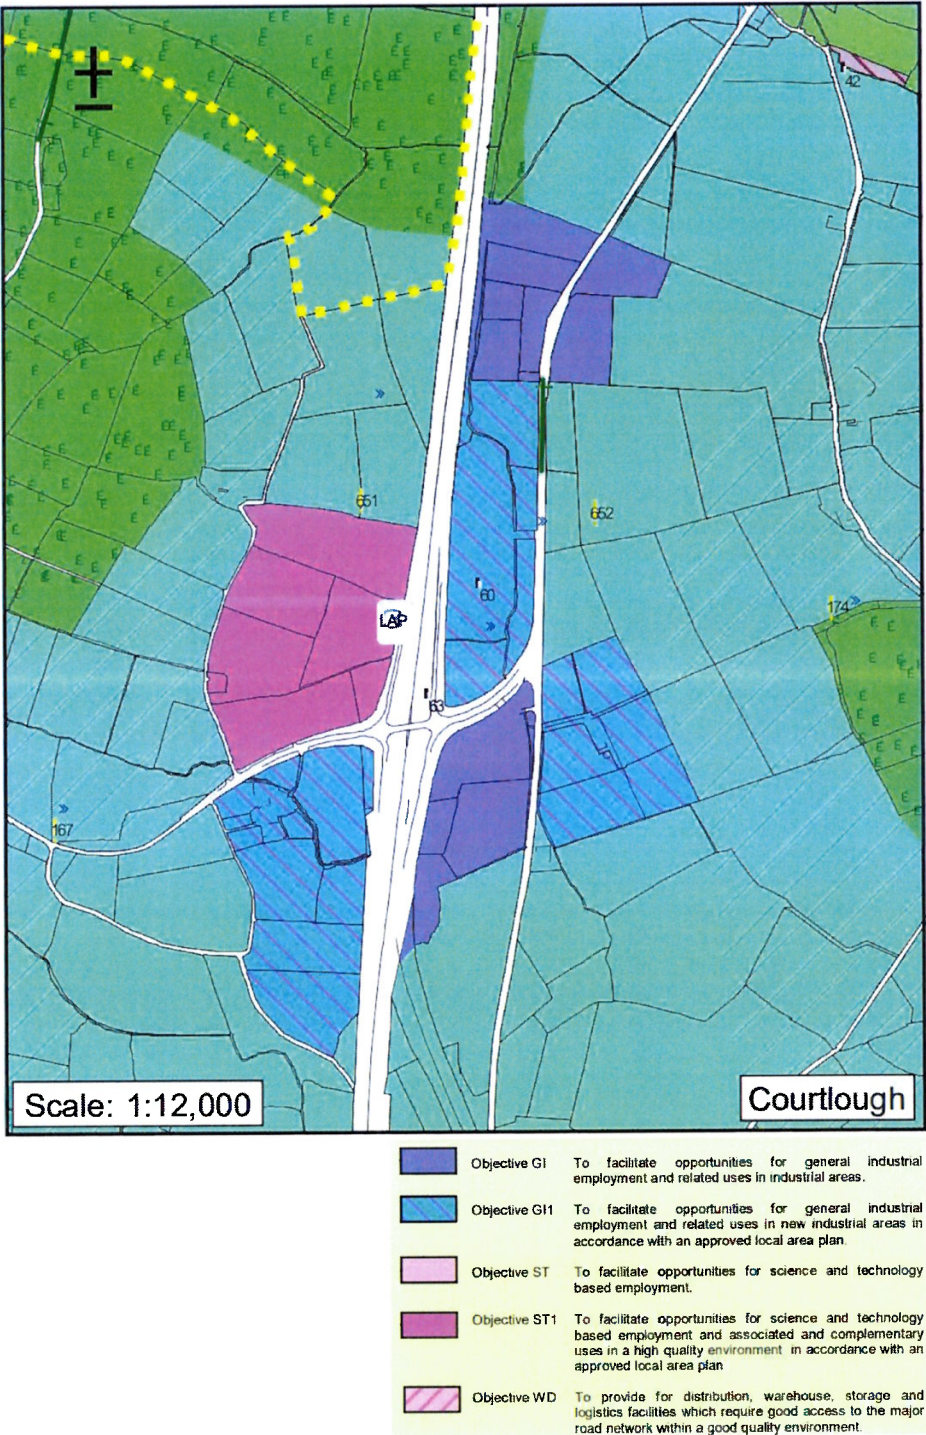 42
651
652
60
174
LAP
63
167
Scale: 1:12,000
Courtlough
Objective GI To facilitate opportunities for general industrial
employment and related uses in industrial areas.
Objective GI1 To facilitate opportunities for general industrial
employment and related uses in new industrial areas in
accordance with an approved local area plan.
Objective ST To facilitate opportunities for science and technology
based employment.
Objective ST1 To facilitate opportunities for science and technology
based employment and associated and complementary
uses in a high quality environment in accordance with an
approved local area plan
Objective WD To provide for distribution, warehouse, storage and
logistics facilities which require good access to the major
road network within a good quality environment.